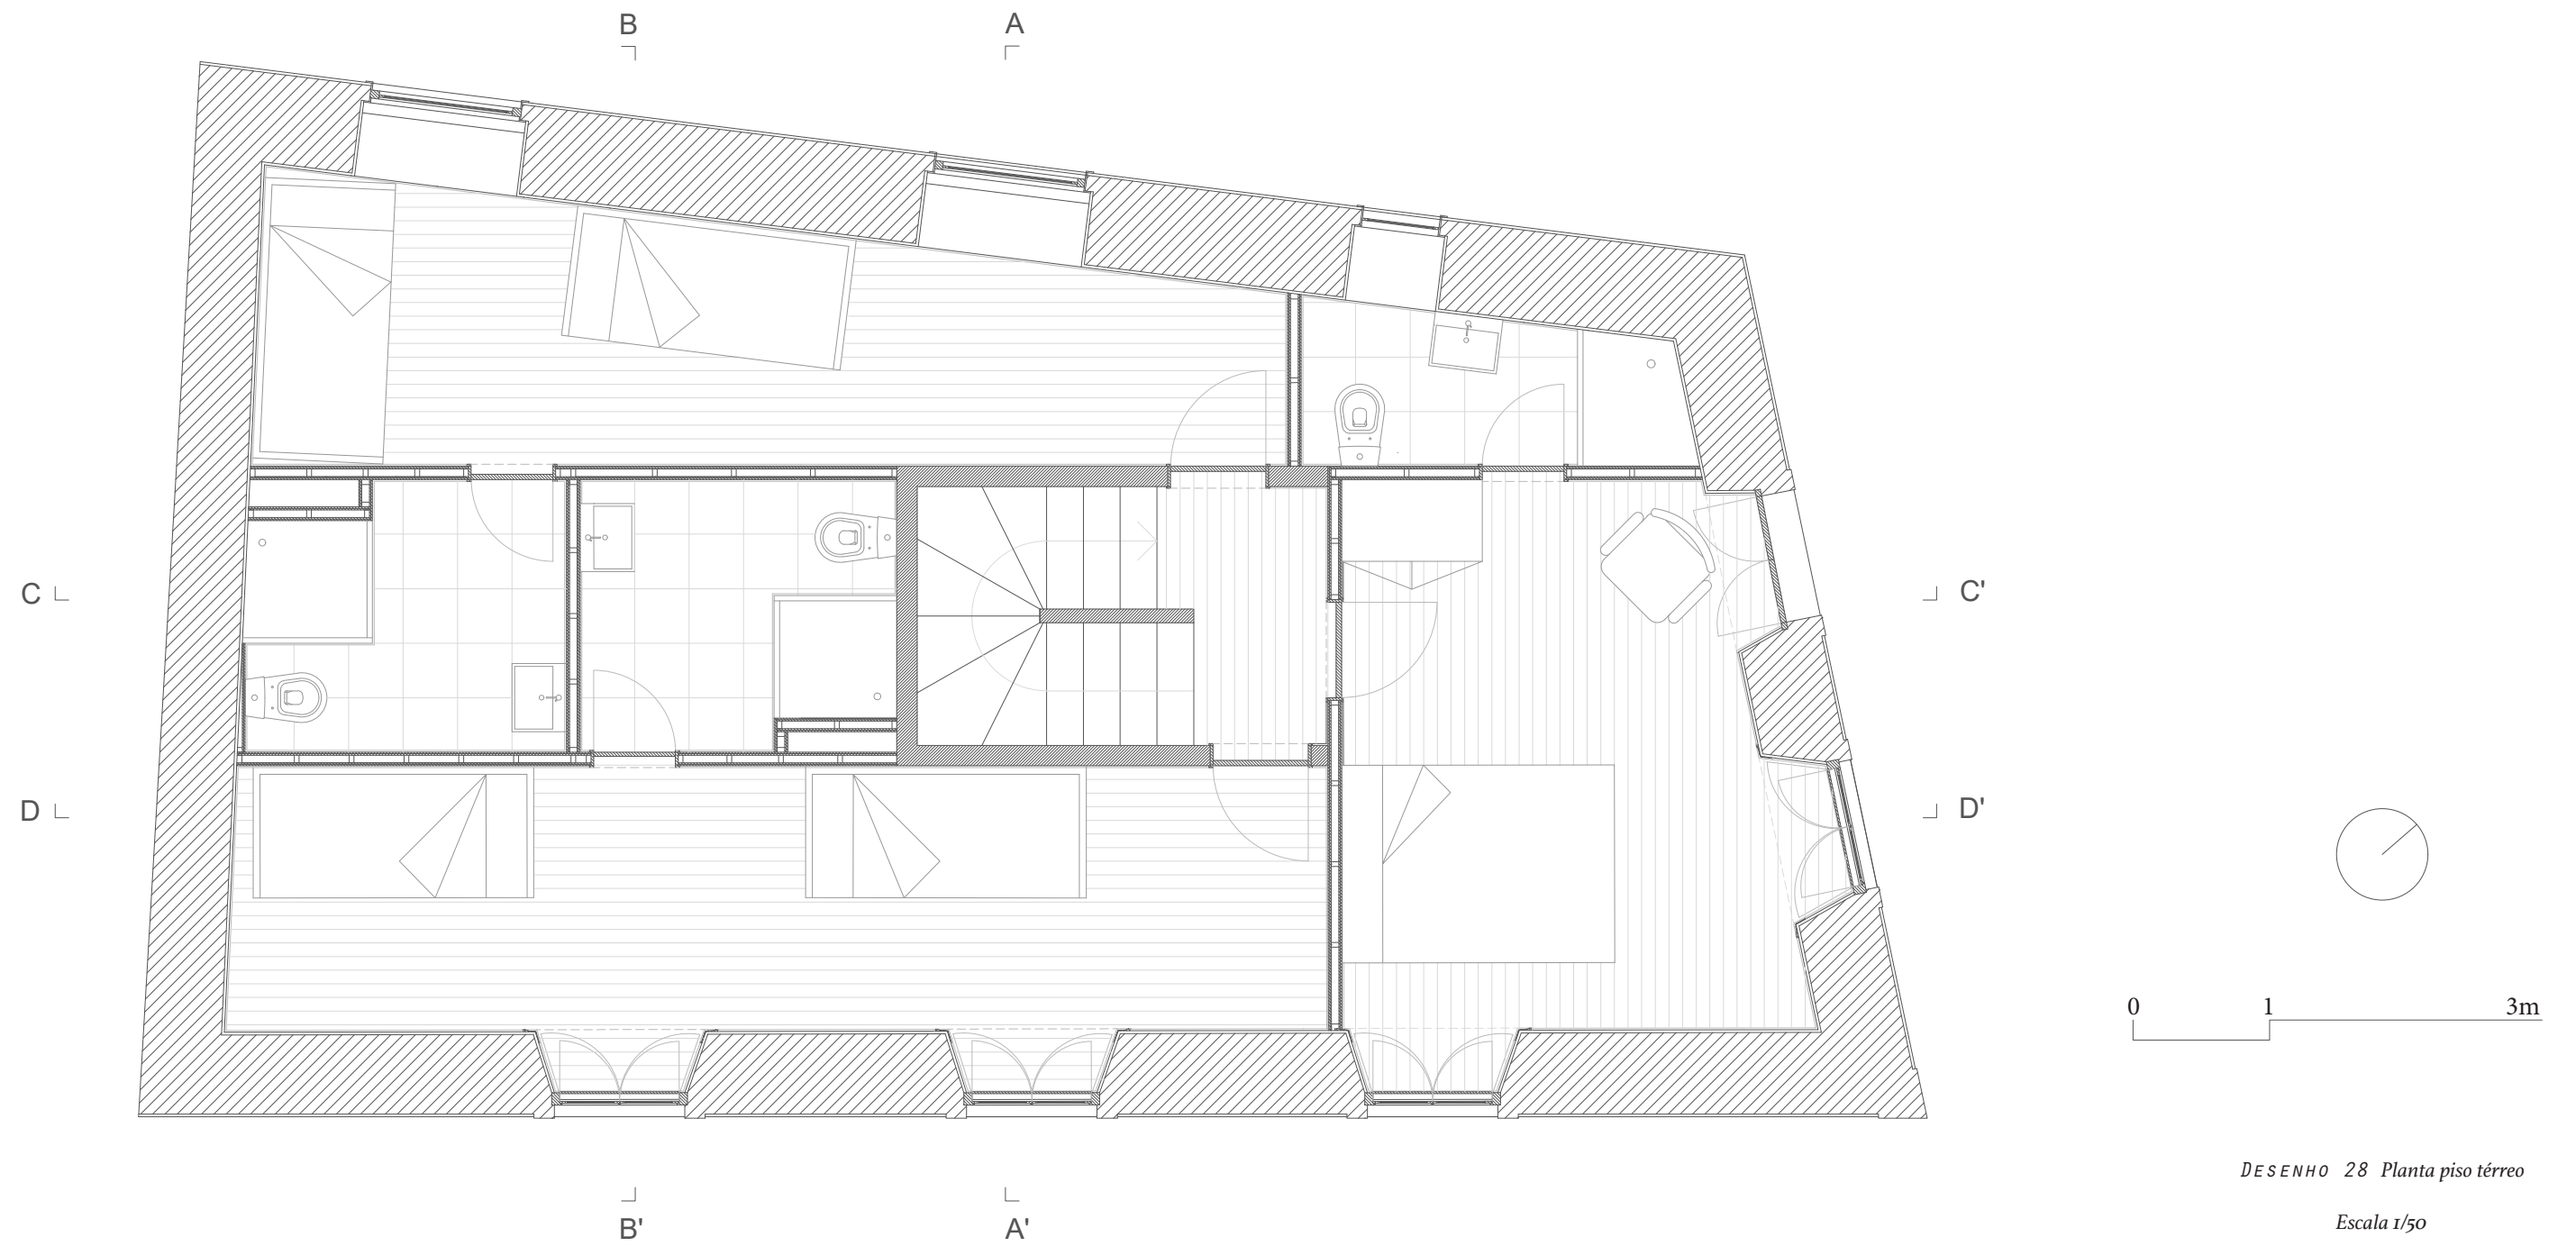 B A
C C'
D D'
0 1 3m
B' A'
DESENHO 28 Planta piso térreo
Escala 1/50